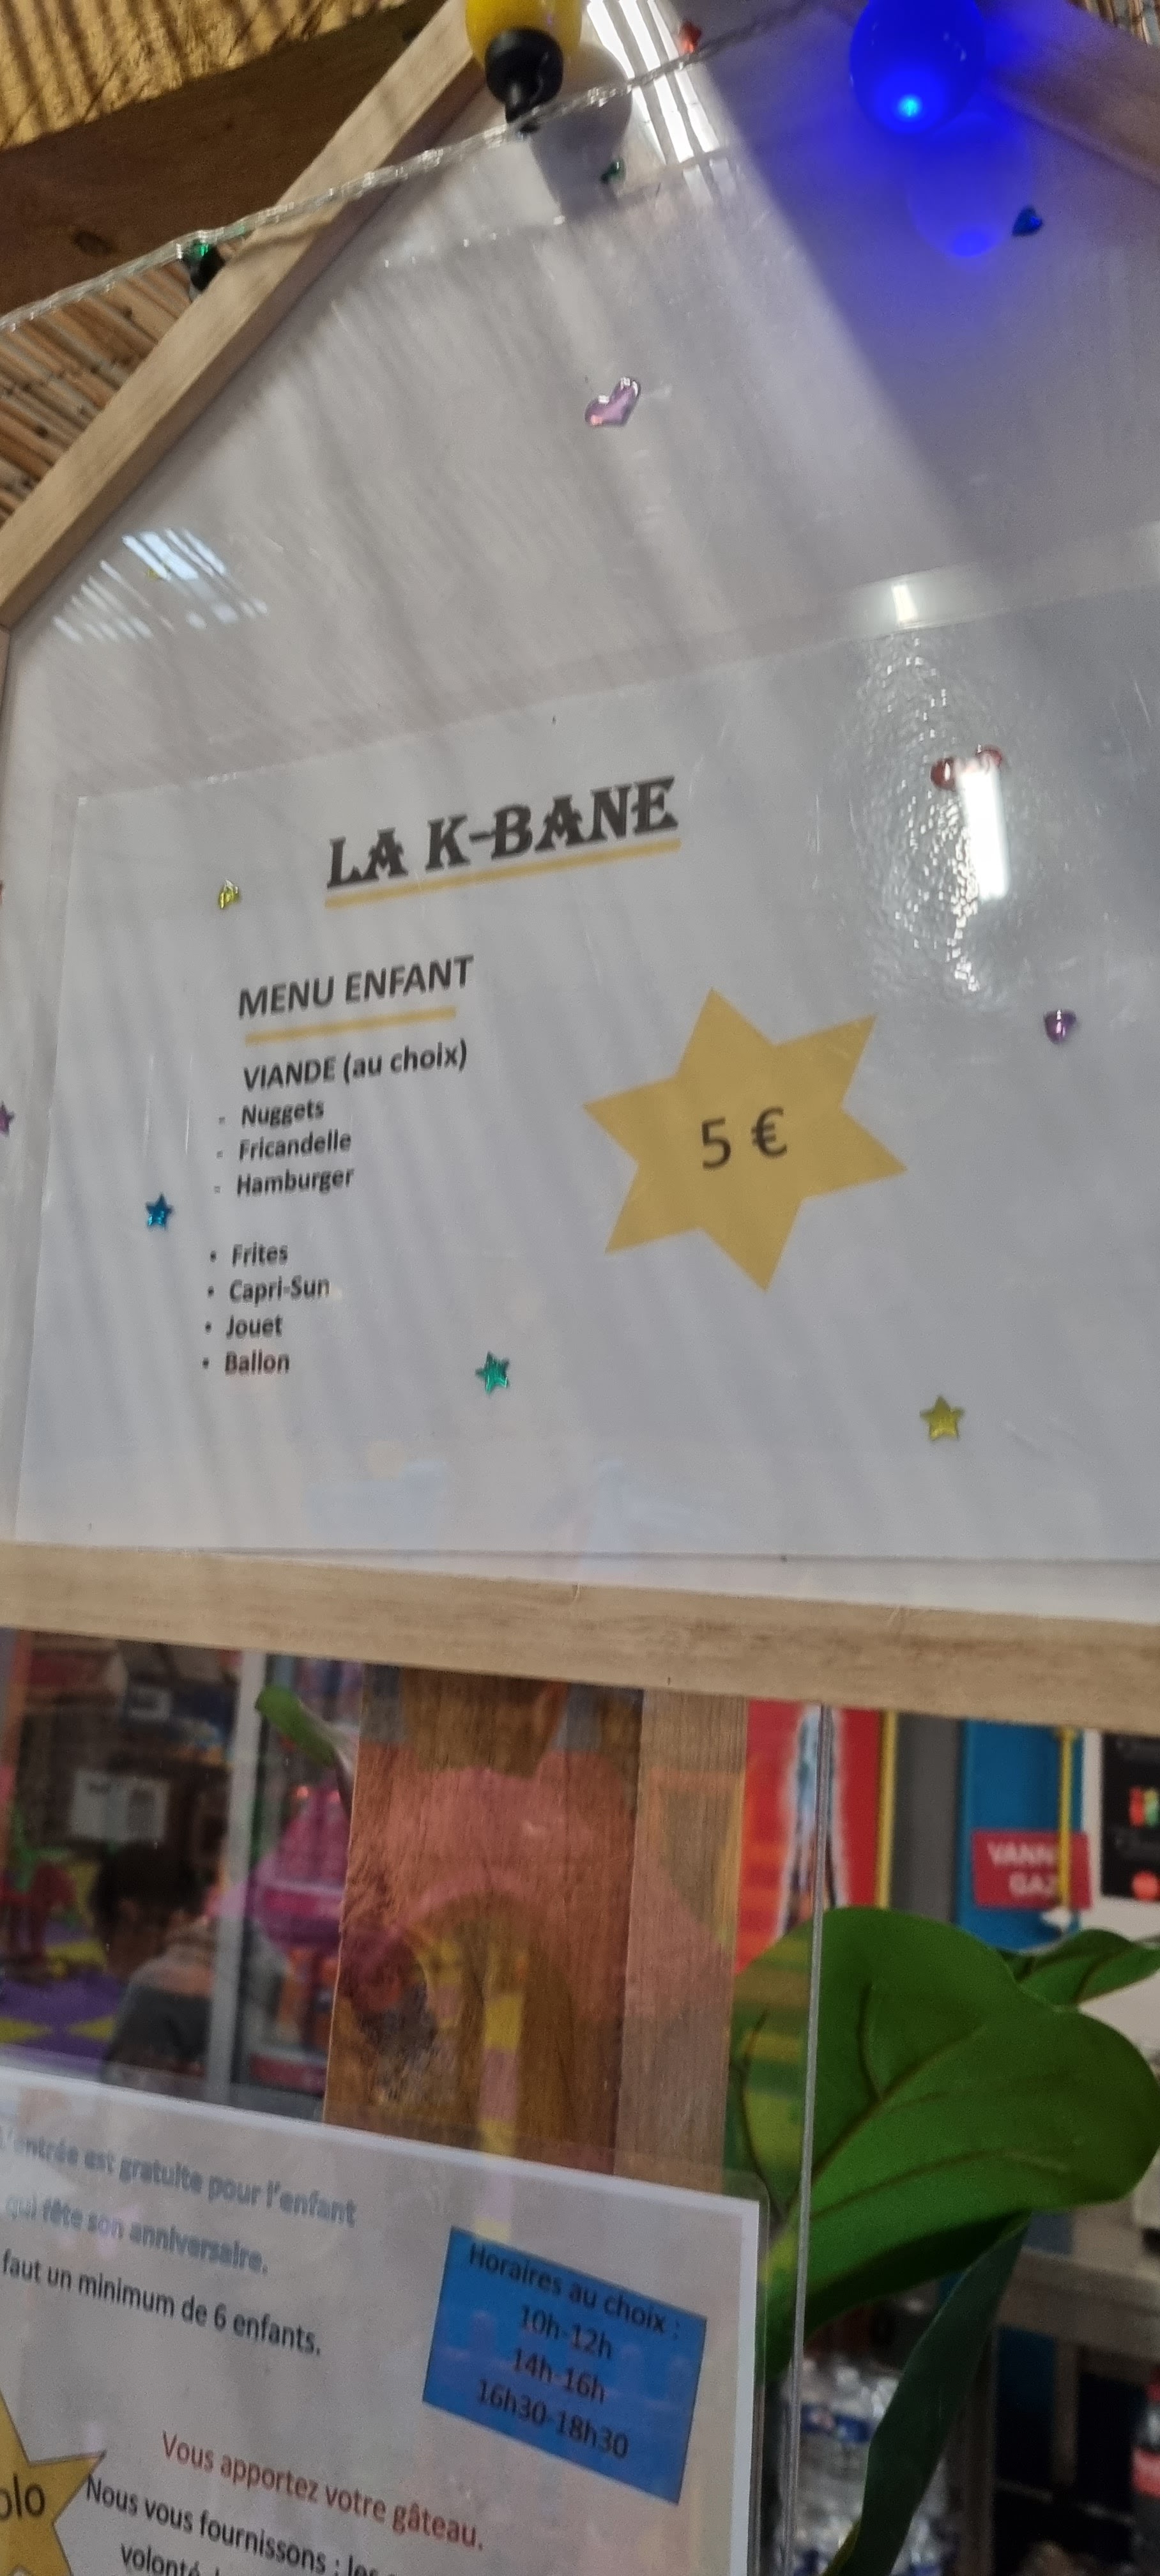 LA K-BANE
MENU ENFANT
VIANDE (au choix)
- Nuggets
- Fricandelle
- Hamburger
• Frites
• Capri-Sun
• Jouet
• Ballon
5 €
L'entrée est gratuite pour l'enfant
qui fête son anniversaire.
faut un minimum de 6 enfants.
Horaires au choix :
10h-12h
14h-16h
16h30-18h30
Vous apportez votre gâteau.
Nous vous fournissons : les